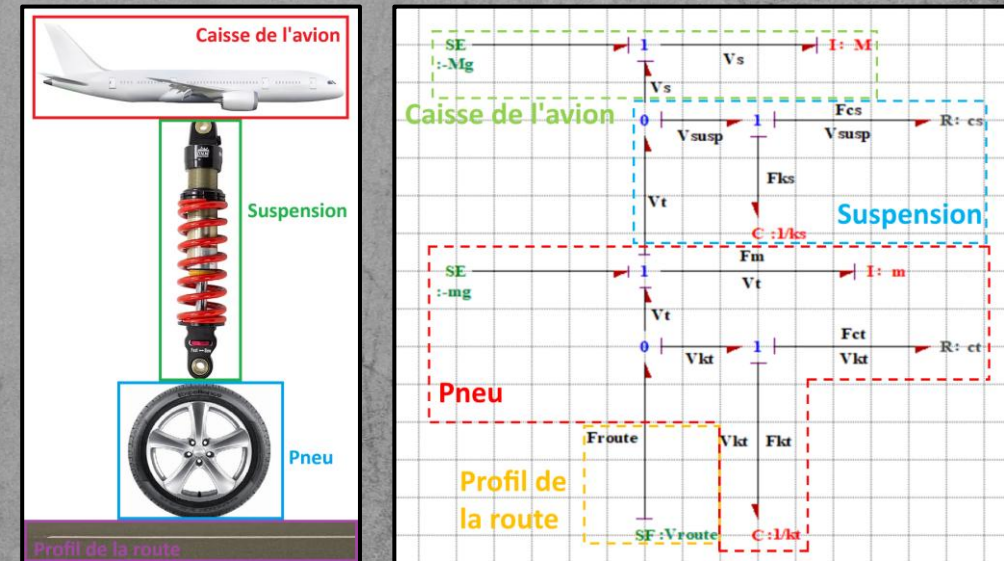 Caisse de l'avion
Suspension
Pneu
Profil de la route
SE
:-Mg
1
I: M
Vs
Vs
Caisse de l'avion
0
1
Fcs
R: cs
Vsusp
Vsusp
Fks
Vt
Suspension
C :1/ks
SE
:-mg
1
Fm
I: m
Vt
Vt
0
1
Fct
R: ct
Vkt
Vkt
Pneu
Froute
Vkt
Fkt
Profil de
la route
SF :Vroute
C :1/kt